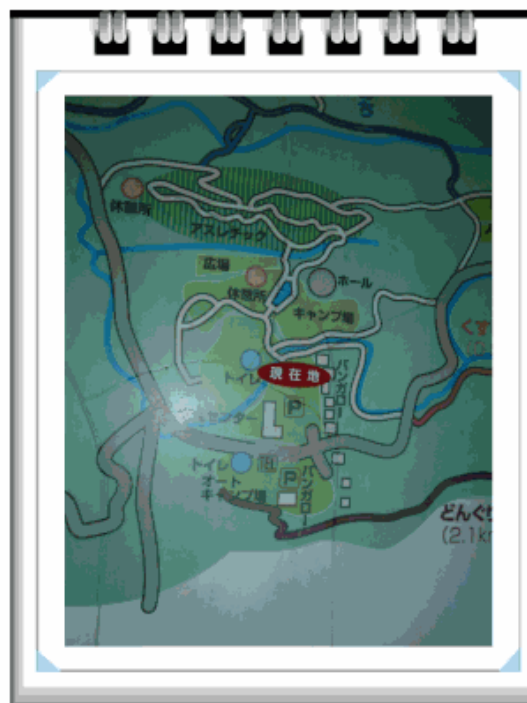 休憩所
アスレチック
広場
休憩所
ホール
キャンプ場
くす
トイレ
現在地
バンガロー
P
センター
トイレ
オート
キャンプ場
TEL
P
バンガロー
どんぐり
(2.1km